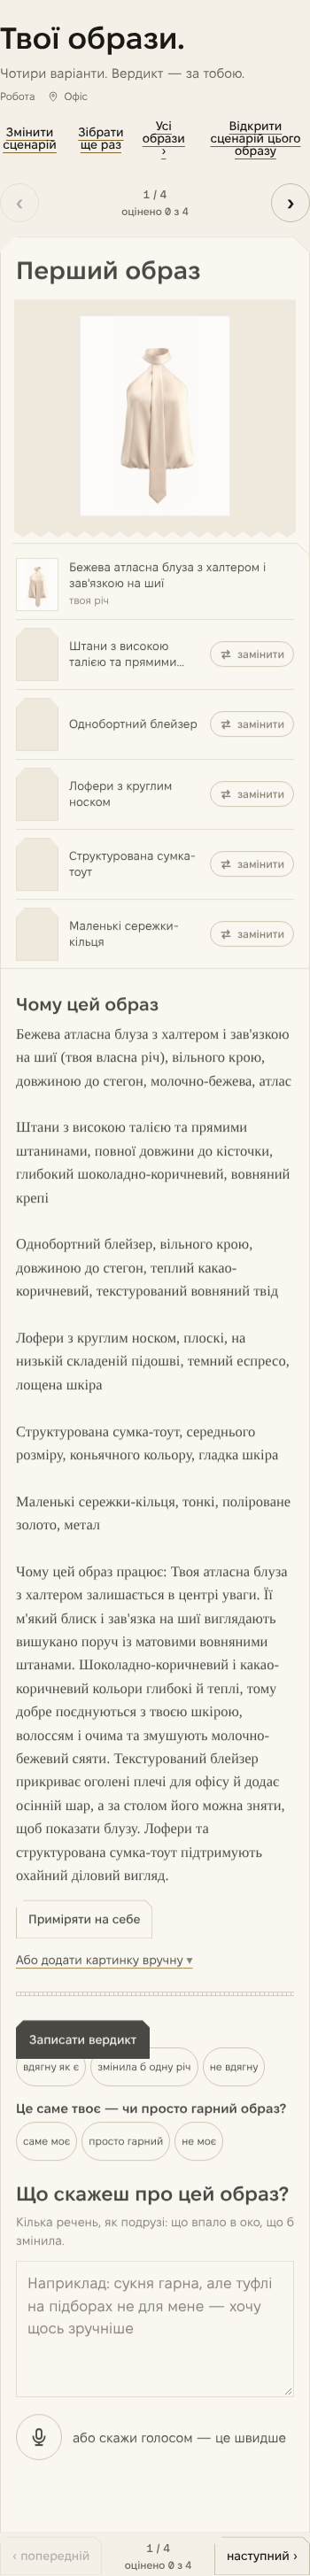 Твої образи.
Чотири варіанти. Вердикт — за тобою.
Робота Офіс
Змінити
сценарій
Зібрати
ще раз
Усі
образи
›
Відкрити
сценарій цього
образу
‹
1 / 4
оцінено 0 з 4
›
Перший образ
Бежева атласна блуза з халтером і
зав'язкою на шиї
твоя річ
Штани з високою
талією та прямими...
замінити
Однобортний блейзер
замінити
Лофери з круглим
носком
замінити
Структурована сумка-
тоут
замінити
Маленькі сережки-
кільця
замінити
Чому цей образ
Бежева атласна блуза з халтером і зав'язкою
на шиї (твоя власна річ), вільного крою,
довжиною до стегон, молочно-бежева, атлас
Штани з високою талією та прямими
штанинами, повної довжини до кісточки,
глибокий шоколадно-коричневий, вовняний
крепі
Однобортний блейзер, вільного крою,
довжиною до стегон, теплий какао-
коричневий, текстурований вовняний твід
Лофери з круглим носком, плоскі, на
низькій складеній підошві, темний еспресо,
лощена шкіра
Структурована сумка-тоут, середнього
розміру, коньячного кольору, гладка шкіра
Маленькі сережки-кільця, тонкі, поліроване
золото, метал
Чому цей образ працює: Твоя атласна блуза
з халтером залишається в центрі уваги. Її
м'який блиск і зав'язка на шиї виглядають
вишукано поруч із матовими вовняними
штанами. Шоколадно-коричневий і какао-
коричневий кольори глибокі й теплі, тому
добре поєднуються з твоєю шкірою,
волоссям і очима та змушують молочно-
бежевий сяяти. Текстурований блейзер
прикриває оголені плечі для офісу й додає
осінній шар, а за столом його можна зняти,
щоб показати блузу. Лофери та
структурована сумка-тоут підтримують
охайний діловий вигляд.
Приміряти на себе
Або додати картинку вручну ▾
Записати вердикт
вдягну як є
змінила б одну річ
не вдягну
Це саме твоє — чи просто гарний образ?
саме моє
просто гарний
не моє
Що скажеш про цей образ?
Кілька речень, як подрузі: що впало в око, що б
змінила.
Наприклад: сукня гарна, але туфлі
на підборах не для мене — хочу
щось зручніше
або скажи голосом — це швидше
‹ попередній
1 / 4
оцінено 0 з 4
наступний ›